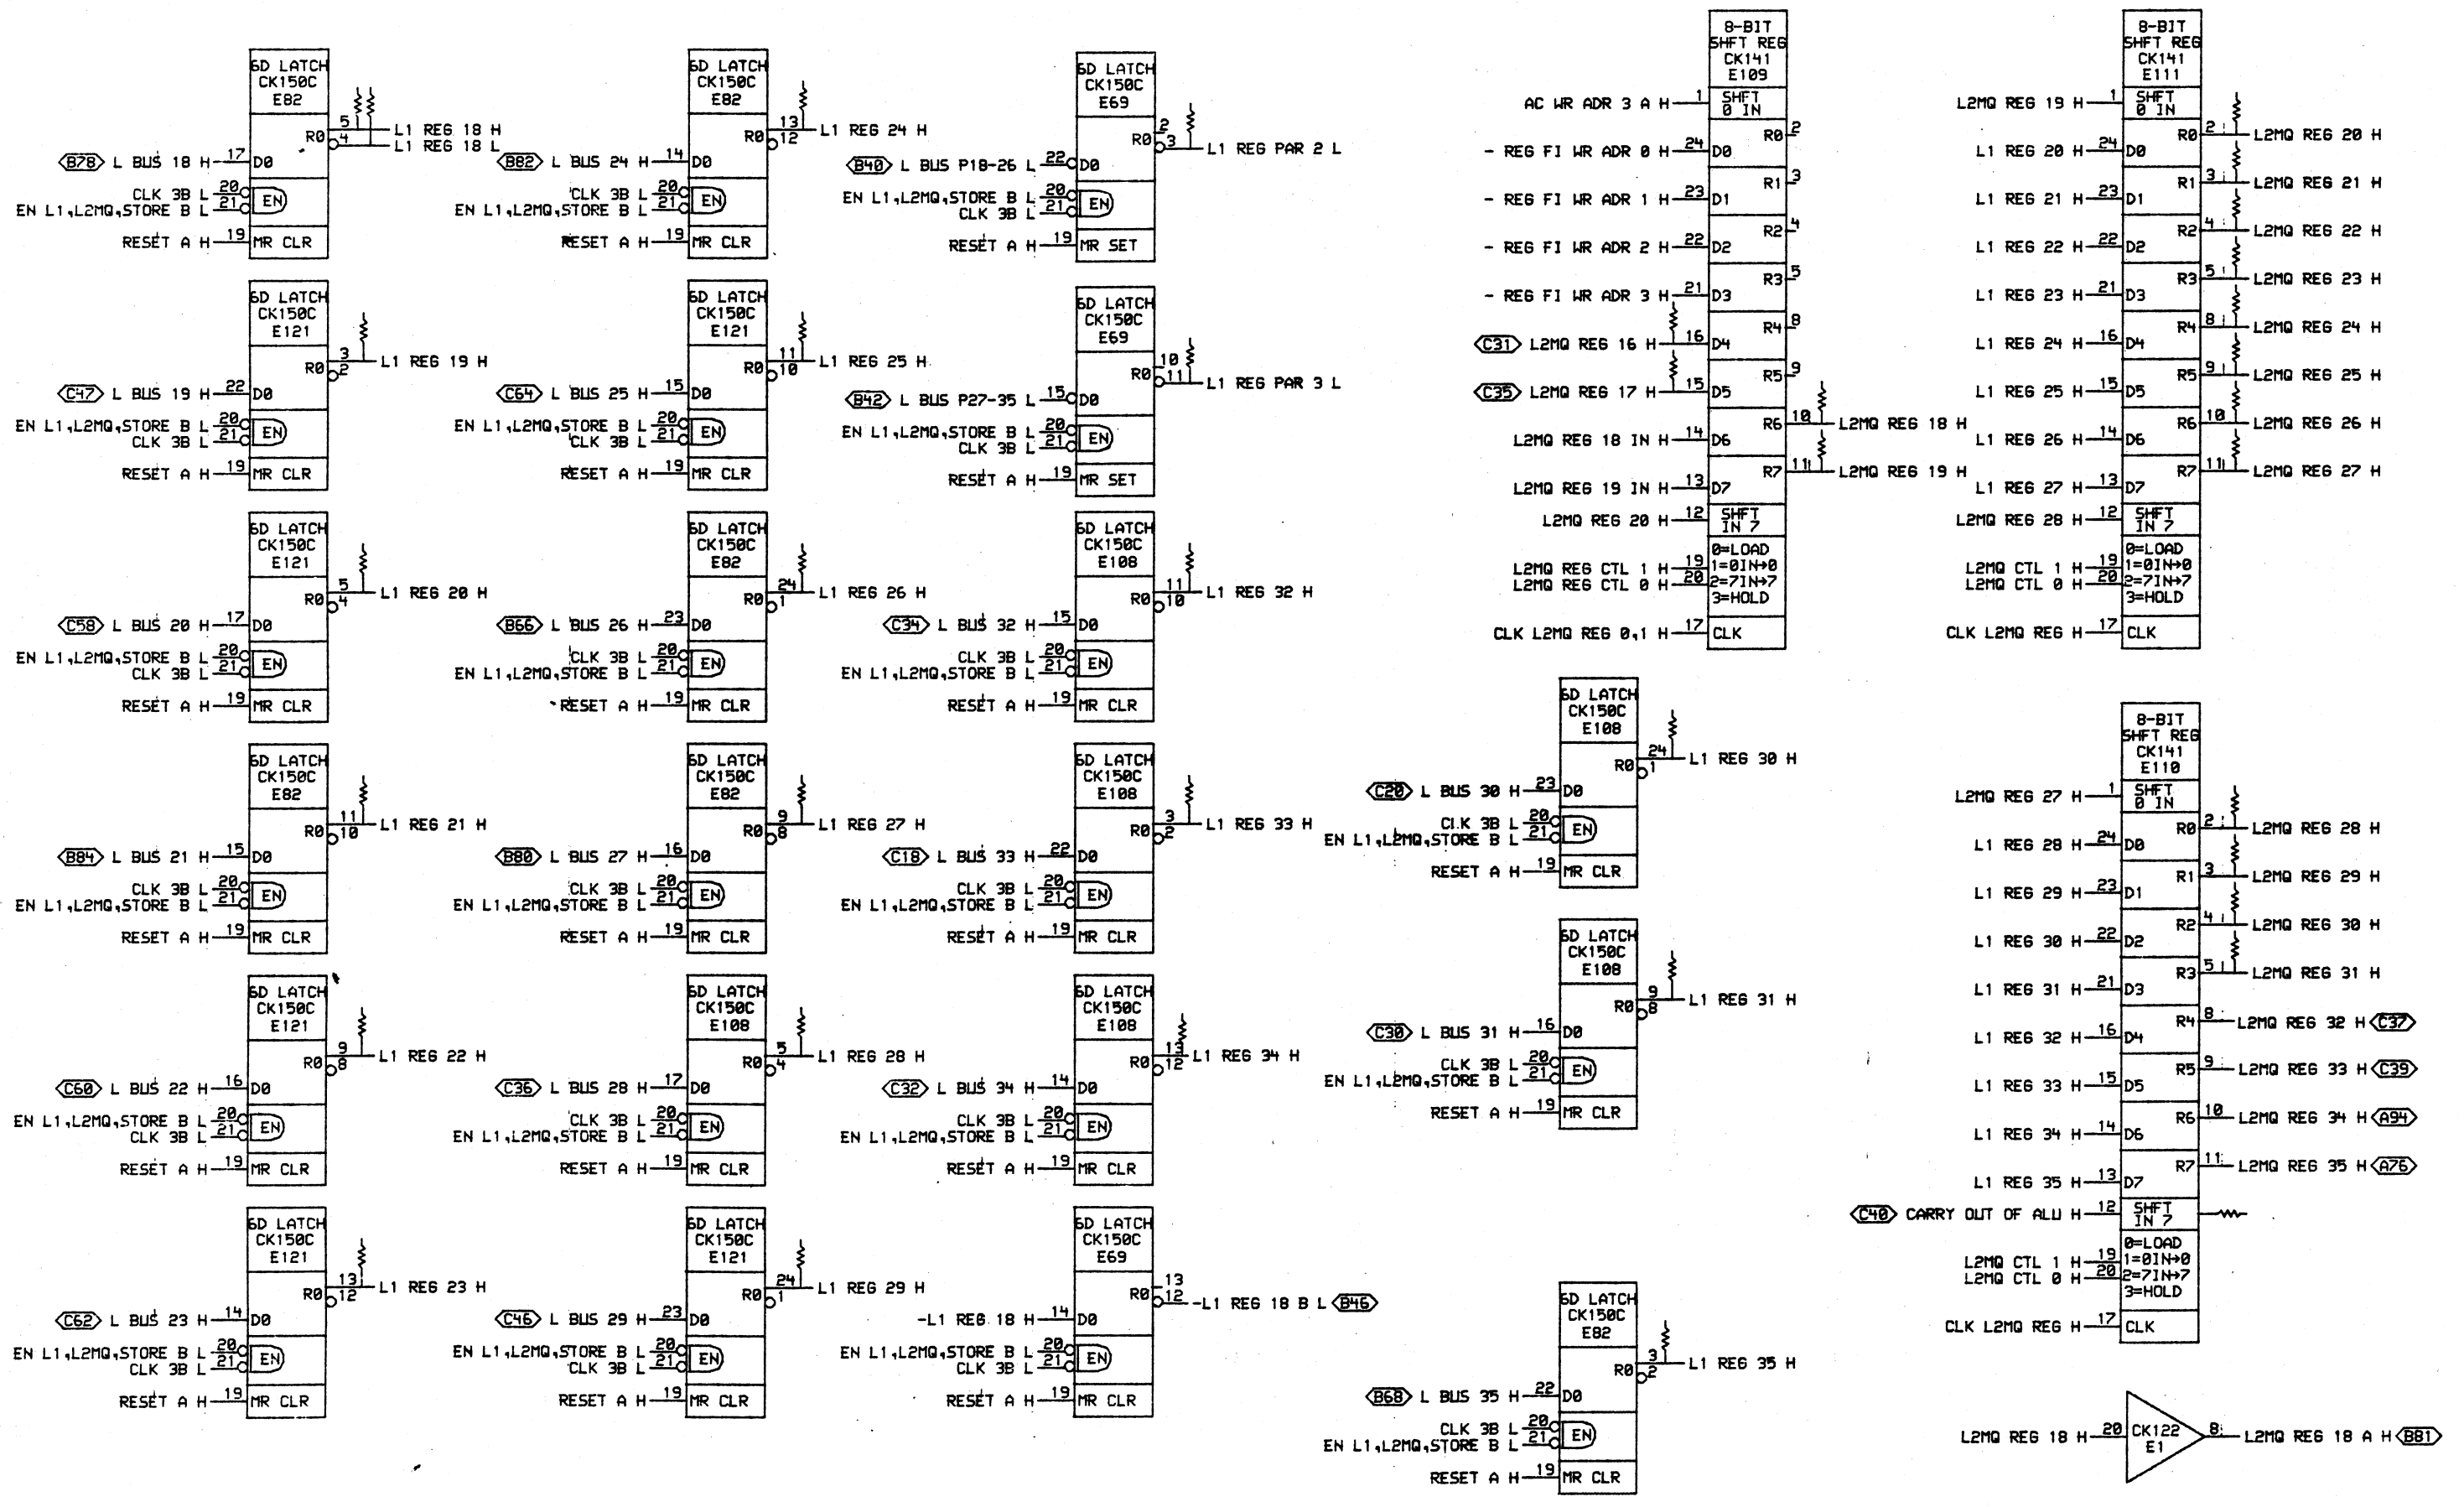 6D LATCH
CK150C
E82
R0
5
4
L1 REG 18 H
L1 REG 18 L
B78 L BUS 18 H 17 D0
CLK 3B L 20
EN L1,L2MQ,STORE B L 21 EN
RESET A H 19 MR CLR
6D LATCH
CK150C
E121
R0
3
2
L1 REG 19 H
C47 L BUS 19 H 22 D0
EN L1,L2MQ,STORE B L 20
CLK 3B L 21 EN
RESET A H 19 MR CLR
6D LATCH
CK150C
E121
R0
5
4
L1 REG 20 H
C58 L BUS 20 H 17 D0
EN L1,L2MQ,STORE B L 20
CLK 3B L 21 EN
RESET A H 19 MR CLR
6D LATCH
CK150C
E82
R0
11
10
L1 REG 21 H
B84 L BUS 21 H 15 D0
CLK 3B L 20
EN L1,L2MQ,STORE B L 21 EN
RESET A H 19 MR CLR
6D LATCH
CK150C
E121
R0
9
8
L1 REG 22 H
C60 L BUS 22 H 16 D0
EN L1,L2MQ,STORE B L 20
CLK 3B L 21 EN
RESET A H 19 MR CLR
6D LATCH
CK150C
E121
R0
13
12
L1 REG 23 H
C62 L BUS 23 H 14 D0
EN L1,L2MQ,STORE B L 20
CLK 3B L 21 EN
RESET A H 19 MR CLR
6D LATCH
CK150C
E82
R0
13
12
L1 REG 24 H
B82 L BUS 24 H 14 D0
CLK 3B L 20
EN L1,L2MQ,STORE B L 21 EN
RESET A H 19 MR CLR
6D LATCH
CK150C
E121
R0
11
10
L1 REG 25 H
C64 L BUS 25 H 15 D0
EN L1,L2MQ,STORE B L 20
CLK 3B L 21 EN
RESET A H 19 MR CLR
6D LATCH
CK150C
E82
R0
24
1
L1 REG 26 H
B66 L BUS 26 H 23 D0
CLK 3B L 20
EN L1,L2MQ,STORE B L 21 EN
RESET A H 19 MR CLR
6D LATCH
CK150C
E82
R0
9
8
L1 REG 27 H
B80 L BUS 27 H 16 D0
CLK 3B L 20
EN L1,L2MQ,STORE B L 21 EN
RESET A H 19 MR CLR
6D LATCH
CK150C
E108
R0
5
4
L1 REG 28 H
C36 L BUS 28 H 17 D0
CLK 3B L 20
EN L1,L2MQ,STORE B L 21 EN
RESET A H 19 MR CLR
6D LATCH
CK150C
E121
R0
24
1
L1 REG 29 H
C46 L BUS 29 H 23 D0
EN L1,L2MQ,STORE B L 20
CLK 3B L 21 EN
RESET A H 19 MR CLR
6D LATCH
CK150C
E69
R0
2
3
L1 REG PAR 2 L
B40 L BUS P18-26 L 22 D0
EN L1,L2MQ,STORE B L 20
CLK 3B L 21 EN
RESET A H 19 MR SET
6D LATCH
CK150C
E69
R0
10
11
L1 REG PAR 3 L
B42 L BUS P27-35 L 15 D0
EN L1,L2MQ,STORE B L 20
CLK 3B L 21 EN
RESET A H 19 MR SET
6D LATCH
CK150C
E108
R0
11
10
L1 REG 32 H
C34 L BUS 32 H 15 D0
CLK 3B L 20
EN L1,L2MQ,STORE B L 21 EN
RESET A H 19 MR CLR
6D LATCH
CK150C
E108
R0
3
2
L1 REG 33 H
C18 L BUS 33 H 22 D0
CLK 3B L 20
EN L1,L2MQ,STORE B L 21 EN
RESET A H 19 MR CLR
6D LATCH
CK150C
E108
R0
13
12
L1 REG 34 H
C32 L BUS 34 H 14 D0
CLK 3B L 20
EN L1,L2MQ,STORE B L 21 EN
RESET A H 19 MR CLR
6D LATCH
CK150C
E69
R0
13
12
-L1 REG 18 B L B46
-L1 REG 18 H 14 D0
EN L1,L2MQ,STORE B L 20
CLK 3B L 21 EN
RESET A H 19 MR CLR
8-BIT
SHFT REG
CK141
E109
AC WR ADR 3 A H 1 SHFT
0 IN
R0 2
- REG FI WR ADR 0 H 24 D0
R1 3
- REG FI WR ADR 1 H 23 D1
R2 4
- REG FI WR ADR 2 H 22 D2
R3 5
- REG FI WR ADR 3 H 21 D3
R4 8
C31 L2MQ REG 16 H 16 D4
R5 9
C35 L2MQ REG 17 H 15 D5
R6 10 L2MQ REG 18 H
L2MQ REG 18 IN H 14 D6
R7 11 L2MQ REG 19 H
L2MQ REG 19 IN H 13 D7
L2MQ REG 20 H 12 SHFT
IN 7
0=LOAD
L2MQ REG CTL 1 H 19 1=0IN→0
L2MQ REG CTL 0 H 20 2=7IN→7
3=HOLD
CLK L2MQ REG 0,1 H 17 CLK
6D LATCH
CK150C
E108
R0
24
1
L1 REG 30 H
C20 L BUS 30 H 23 D0
CLK 3B L 20
EN L1,L2MQ,STORE B L 21 EN
RESET A H 19 MR CLR
6D LATCH
CK150C
E108
R0
9
8
L1 REG 31 H
C30 L BUS 31 H 16 D0
CLK 3B L 20
EN L1,L2MQ,STORE B L 21 EN
RESET A H 19 MR CLR
6D LATCH
CK150C
E82
R0
3
2
L1 REG 35 H
B68 L BUS 35 H 22 D0
CLK 3B L 20
EN L1,L2MQ,STORE B L 21 EN
RESET A H 19 MR CLR
8-BIT
SHFT REG
CK141
E111
L2MQ REG 19 H 1 SHFT
0 IN
R0 2 L2MQ REG 20 H
L1 REG 20 H 24 D0
R1 3 L2MQ REG 21 H
L1 REG 21 H 23 D1
R2 4 L2MQ REG 22 H
L1 REG 22 H 22 D2
R3 5 L2MQ REG 23 H
L1 REG 23 H 21 D3
R4 8 L2MQ REG 24 H
L1 REG 24 H 16 D4
R5 9 L2MQ REG 25 H
L1 REG 25 H 15 D5
R6 10 L2MQ REG 26 H
L1 REG 26 H 14 D6
R7 11 L2MQ REG 27 H
L1 REG 27 H 13 D7
L2MQ REG 28 H 12 SHFT
IN 7
0=LOAD
L2MQ CTL 1 H 19 1=0IN→0
L2MQ CTL 0 H 20 2=7IN→7
3=HOLD
CLK L2MQ REG H 17 CLK
8-BIT
SHFT REG
CK141
E110
L2MQ REG 27 H 1 SHFT
0 IN
R0 2 L2MQ REG 28 H
L1 REG 28 H 24 D0
R1 3 L2MQ REG 29 H
L1 REG 29 H 23 D1
R2 4 L2MQ REG 30 H
L1 REG 30 H 22 D2
R3 5 L2MQ REG 31 H
L1 REG 31 H 21 D3
R4 8 L2MQ REG 32 H C37
L1 REG 32 H 16 D4
R5 9 L2MQ REG 33 H C39
L1 REG 33 H 15 D5
R6 10 L2MQ REG 34 H A94
L1 REG 34 H 14 D6
R7 11 L2MQ REG 35 H A76
L1 REG 35 H 13 D7
C40 CARRY OUT OF ALU H 12 SHFT
IN 7
0=LOAD
L2MQ CTL 1 H 19 1=0IN→0
L2MQ CTL 0 H 20 2=7IN→7
3=HOLD
CLK L2MQ REG H 17 CLK
L2MQ REG 18 H 20 CK122 8 L2MQ REG 18 A H B81
E1